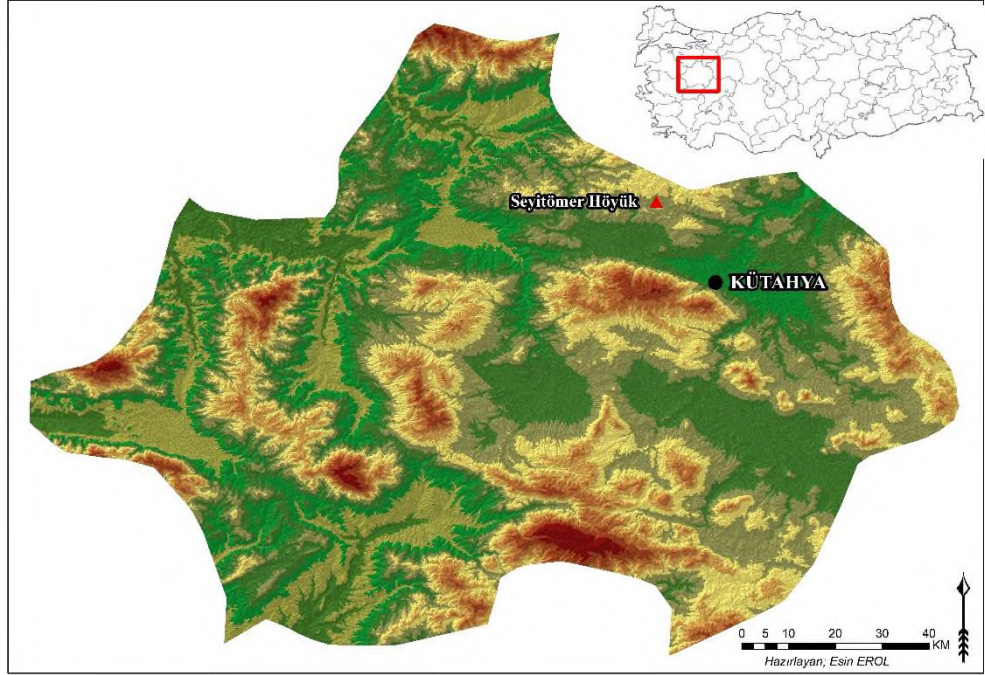 Seyitömer Höyük
KÜTAHYA
0 5 10 20 30 40
KM
Hazırlayan; Esin EROL